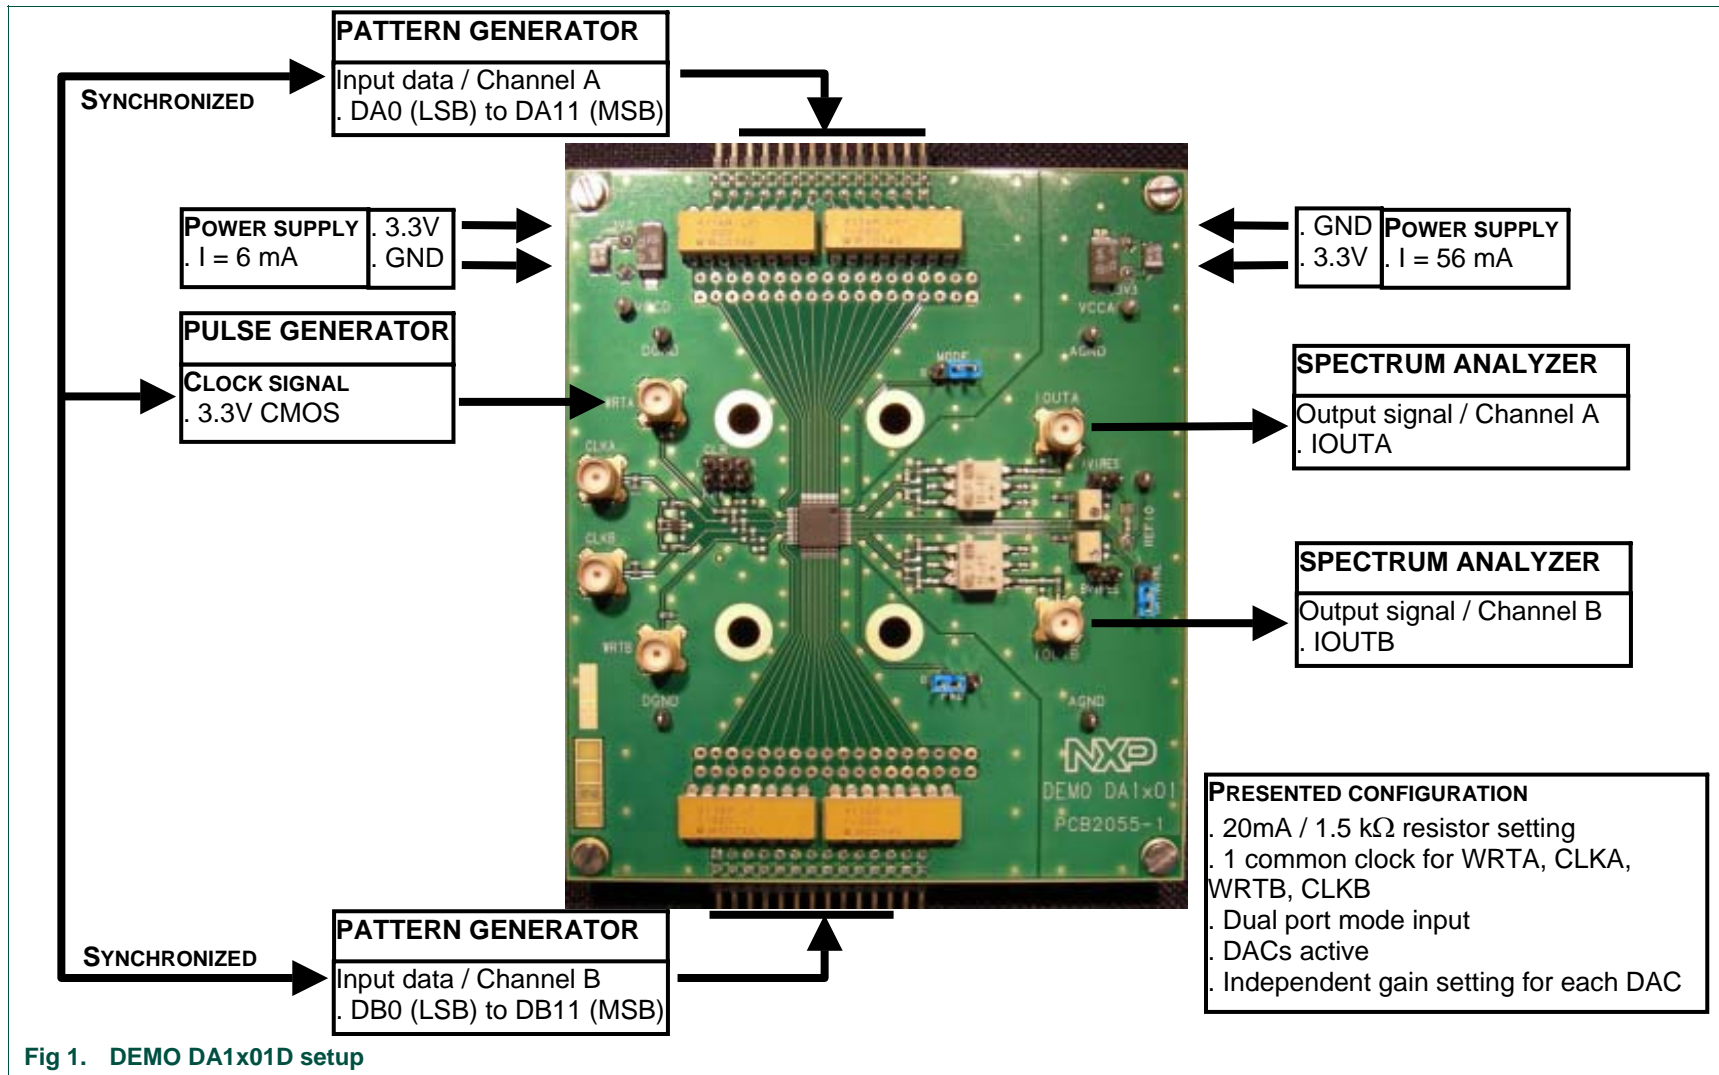 PATTERN GENERATOR
Input data / Channel A
. DA0 (LSB) to DA11 (MSB)
SYNCHRONIZED
POWER SUPPLY
. I = 6 mA
. 3.3V
. GND
. GND
. 3.3V
POWER SUPPLY
. I = 56 mA
PULSE GENERATOR
CLOCK SIGNAL
. 3.3V CMOS
SPECTRUM ANALYZER
Output signal / Channel A
. IOUTA
SPECTRUM ANALYZER
Output signal / Channel B
. IOUTB
VCCA
AGND
MODE
WRTA
IOUTA
CLKA
CLKB
REFIO
WRTB
DGND
AGND
NXP
DEMO DA1x01
PCB2055-1
PRESENTED CONFIGURATION
. 20mA / 1.5 kΩ resistor setting
. 1 common clock for WRTA, CLKA,
WRTB, CLKB
. Dual port mode input
. DACs active
. Independent gain setting for each DAC
PATTERN GENERATOR
Input data / Channel B
. DB0 (LSB) to DB11 (MSB)
SYNCHRONIZED
Fig 1. DEMO DA1x01D setup